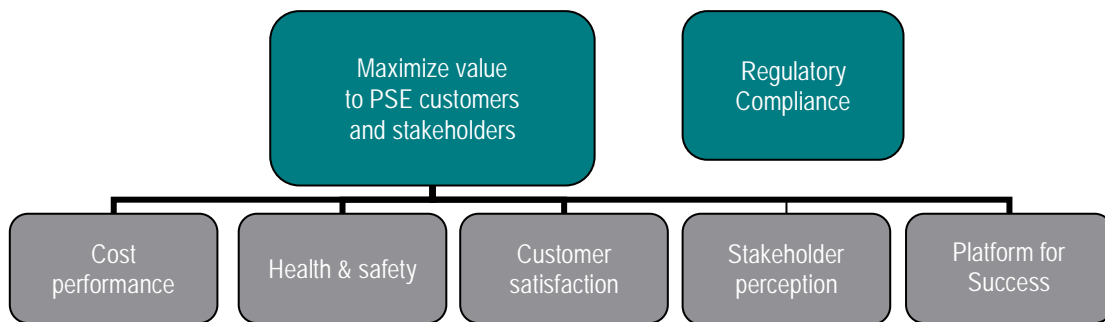 Maximize value
to PSE customers
and stakeholders
Regulatory
Compliance
Cost
performance
Health & safety
Customer
satisfaction
Stakeholder
perception
Platform for
Success